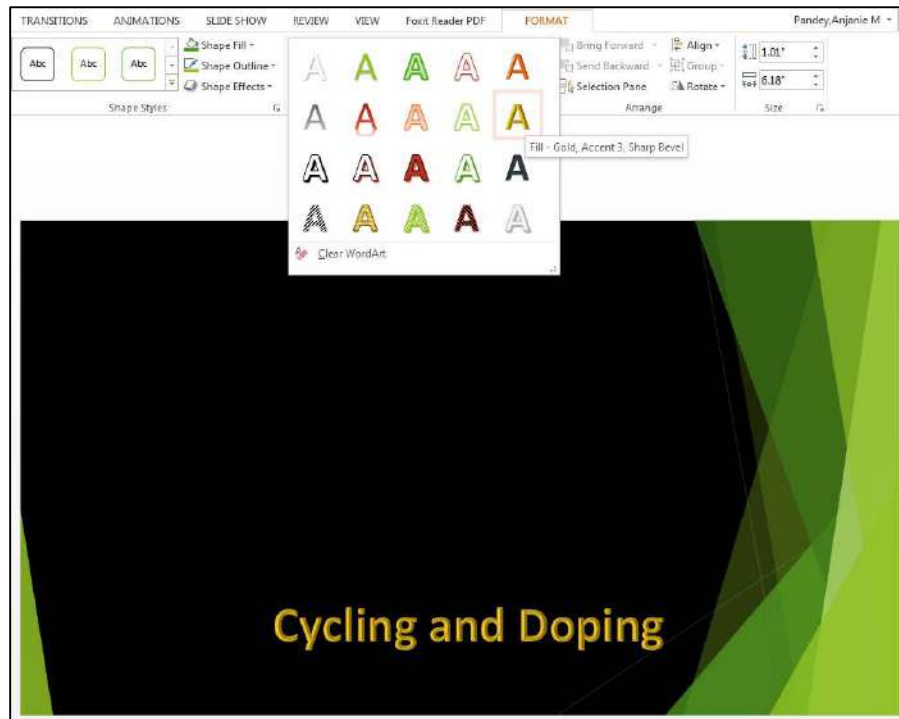 TRANSITIONS ANIMATIONS SLIDE SHOW REVIEW VIEW Foxit Reader PDF FORMAT Pandey,Anjanie M
Abc Abc Abc
Shape Fill
Shape Outline
Shape Effects
Shape Styles
A A A A A
A A A A A
A A A A A
A A A A A
Clear WordArt
Fill - Gold, Accent 3, Sharp Bevel
Bring Forward Align
Send Backward Group
Selection Pane Rotate
Arrange
1.01"
6.18"
Size
Cycling and Doping